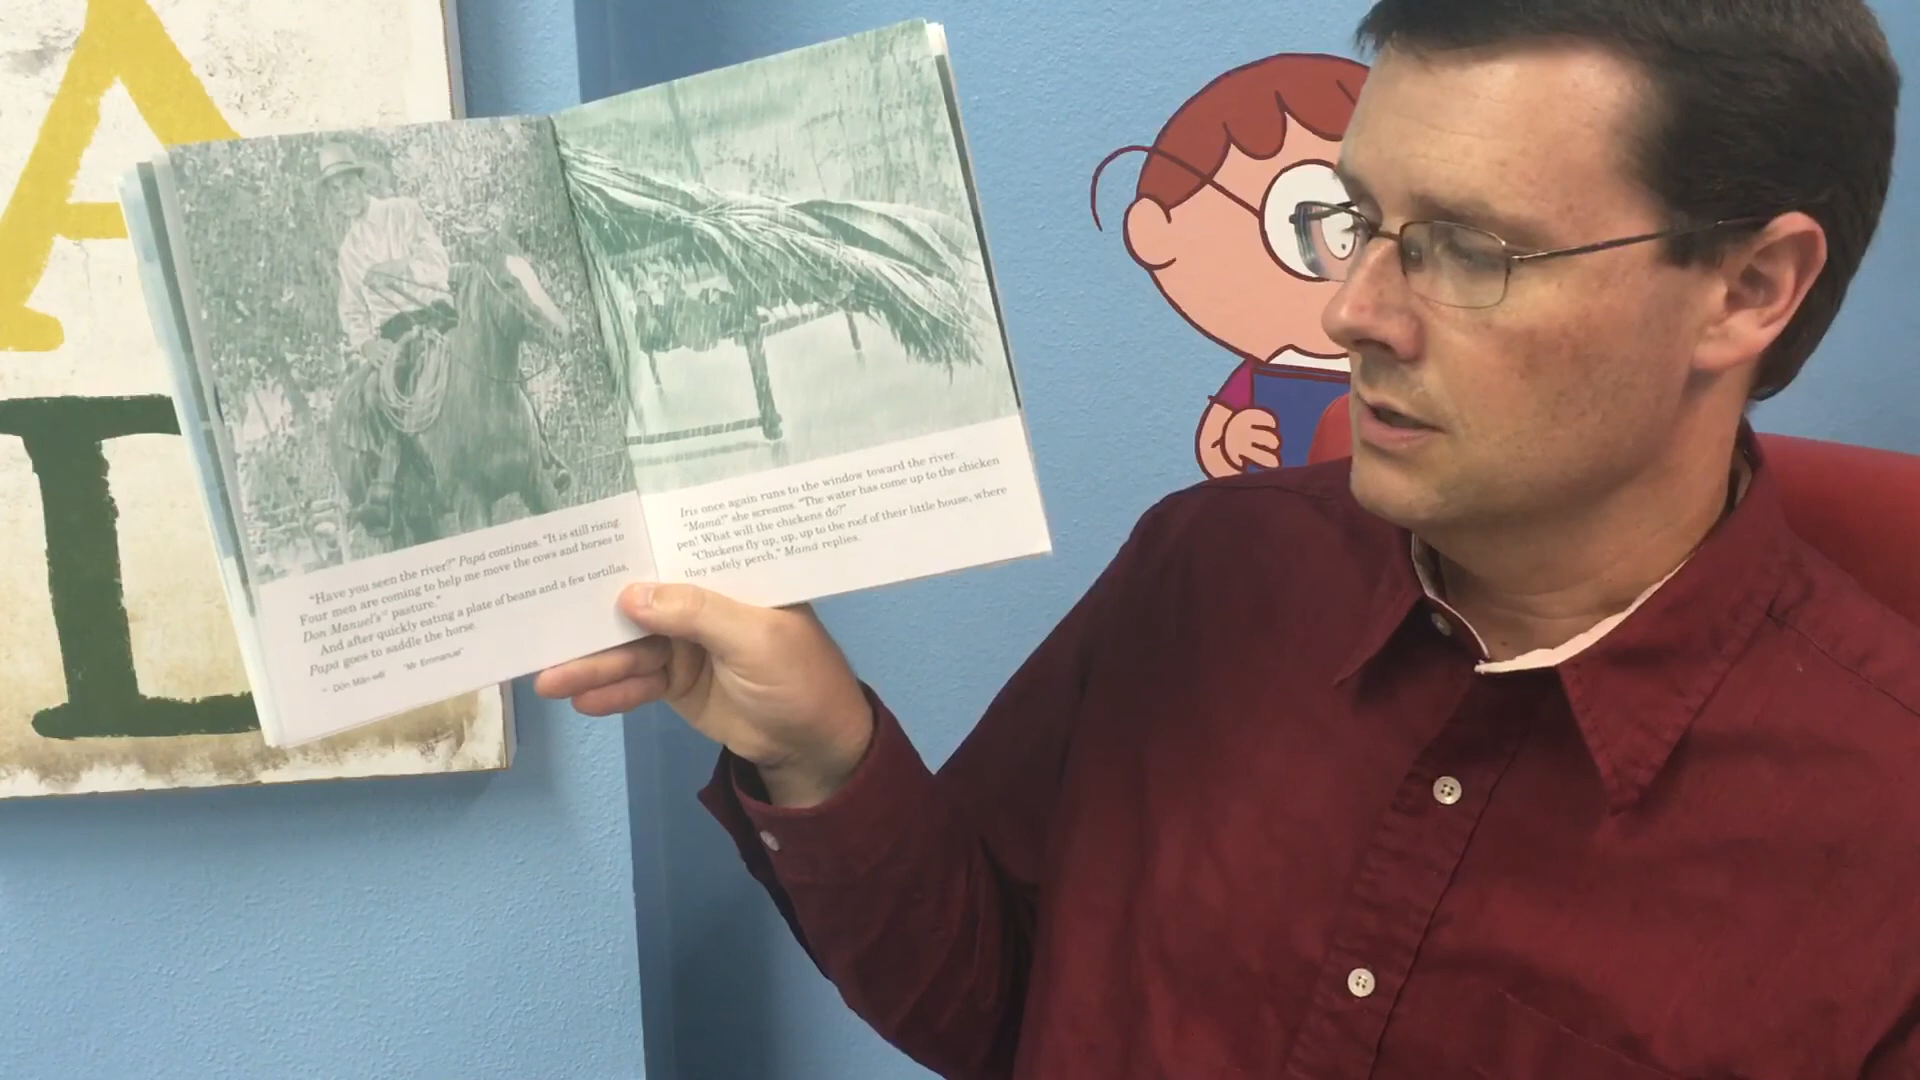 A
I
"Have you seen the river?" Papá continues. "It is still rising.
Four men are coming to help me move the cows and horses to
Don Manuel's pasture."
And after quickly eating a plate of beans and a few tortillas,
Papá goes to saddle the horse.
"Mr Emmanuel"
Iris once again runs to the window toward the river.
"Mamá!" she screams. "The water has come up to the chicken
pen! What will the chickens do?"
"Chickens fly up, up, up to the roof of their little house, where
they safely perch," Mamá replies.